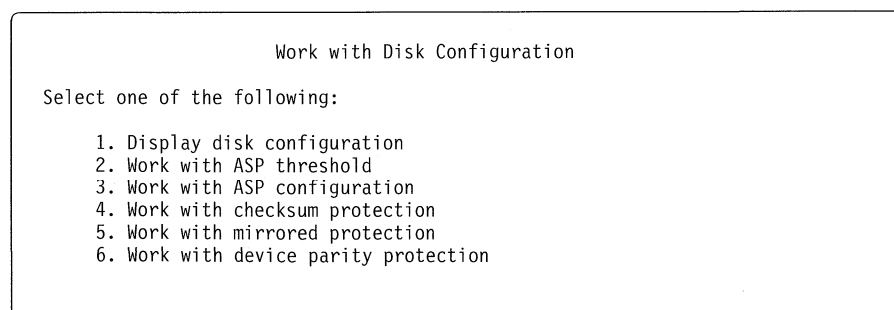 Work with Disk Configuration
Select one of the following:
1. Display disk configuration
2. Work with ASP threshold
3. Work with ASP configuration
4. Work with checksum protection
5. Work with mirrored protection
6. Work with device parity protection